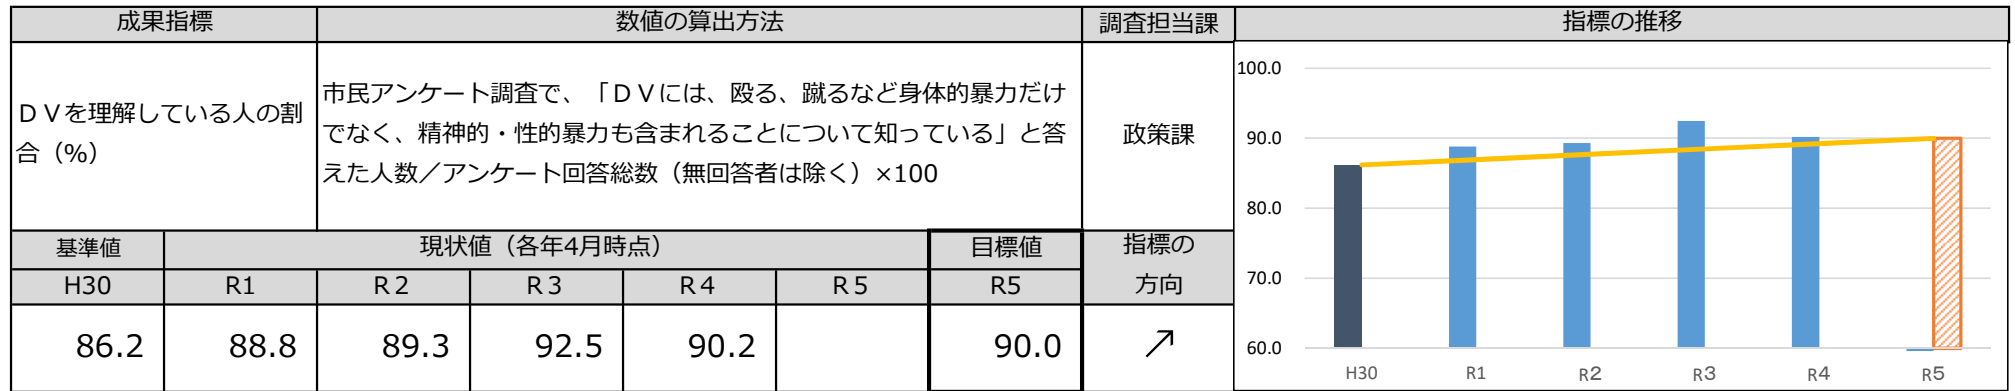 成果指標
数値の算出方法
調査担当課
指標の推移
ＤＶを理解している人の割
合（%）
市民アンケート調査で、「ＤＶには、殴る、蹴るなど身体的暴力だけ
でなく、精神的・性的暴力も含まれることについて知っている」と答
えた人数／アンケート回答総数（無回答者は除く）×100
政策課
基準値
現状値（各年4月時点）
目標値
指標の
方向
H30
R1
R２
R３
R４
R５
R5
86.2
88.8
89.3
92.5
90.2
90.0
↗
100.0
90.0
80.0
70.0
60.0
H30
R1
R２
R３
R４
R５